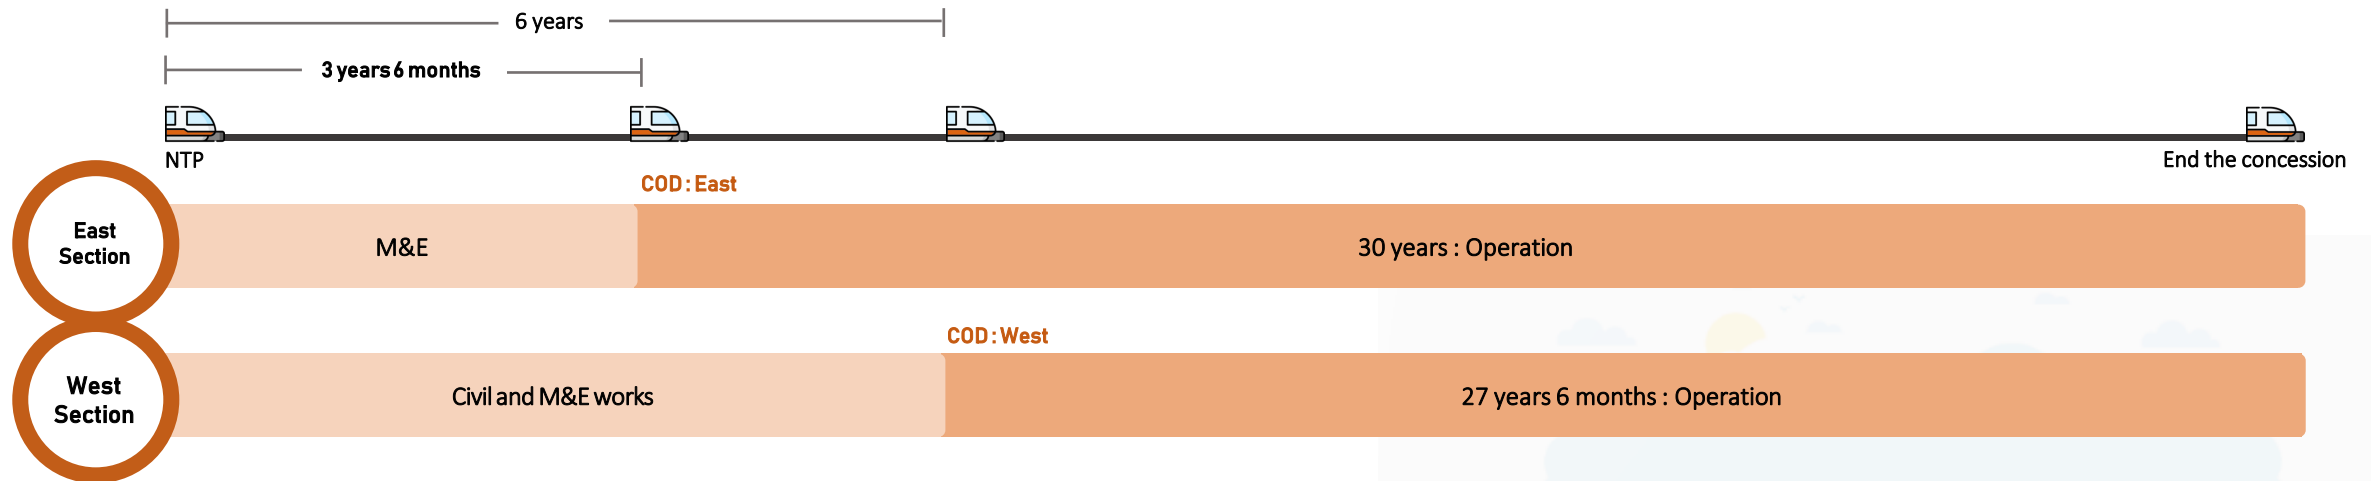 6 years
3 years 6 months
NTP
End the concession
COD : East
East
Section
M&E
30 years : Operation
COD : West
West
Section
Civil and M&E works
27 years 6 months : Operation